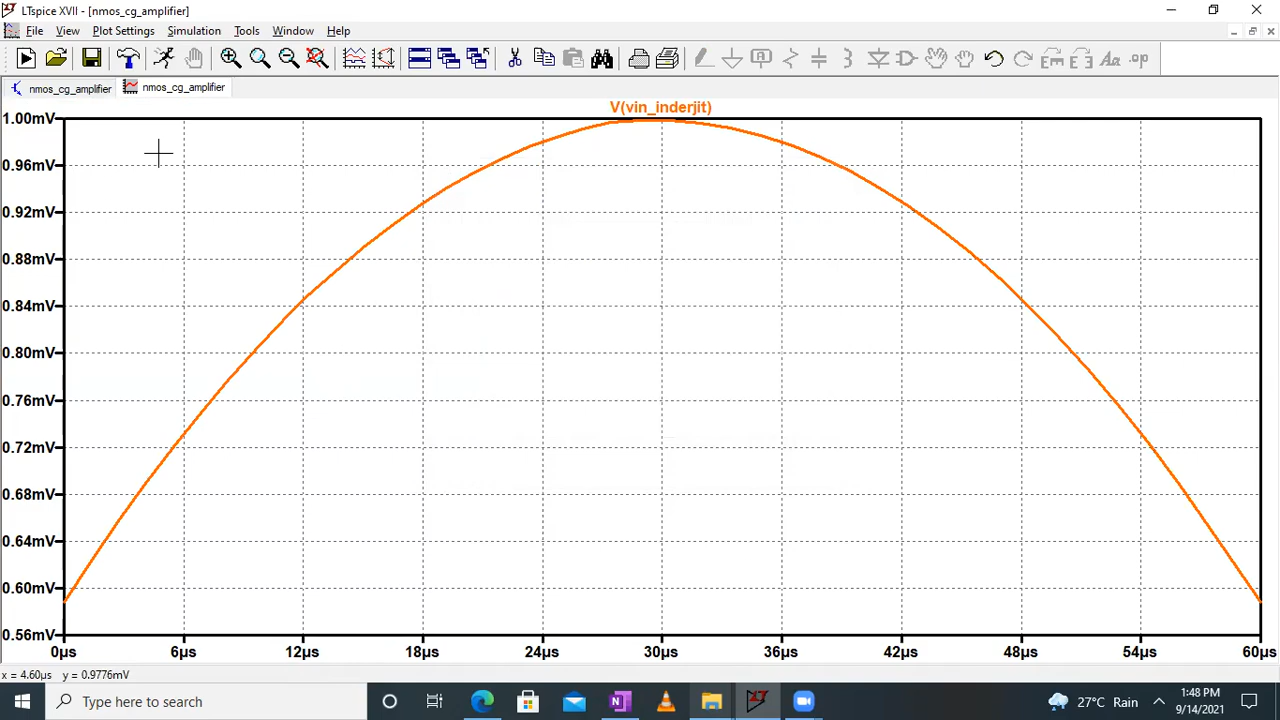 LTspice XVII - [nmos_cg_amplifier]
File View Plot Settings Simulation Tools Window Help
nmos_cg_amplifier nmos_cg_amplifier
V(vin_inderjit)
1.00mV
0.96mV
0.92mV
0.88mV
0.84mV
0.80mV
0.76mV
0.72mV
0.68mV
0.64mV
0.60mV
0.56mV
0µs 6µs 12µs 18µs 24µs 30µs 36µs 42µs 48µs 54µs 60µs
x = 4.60µs y = 0.9776mV
Type here to search
27°C Rain
1:48 PM
9/14/2021